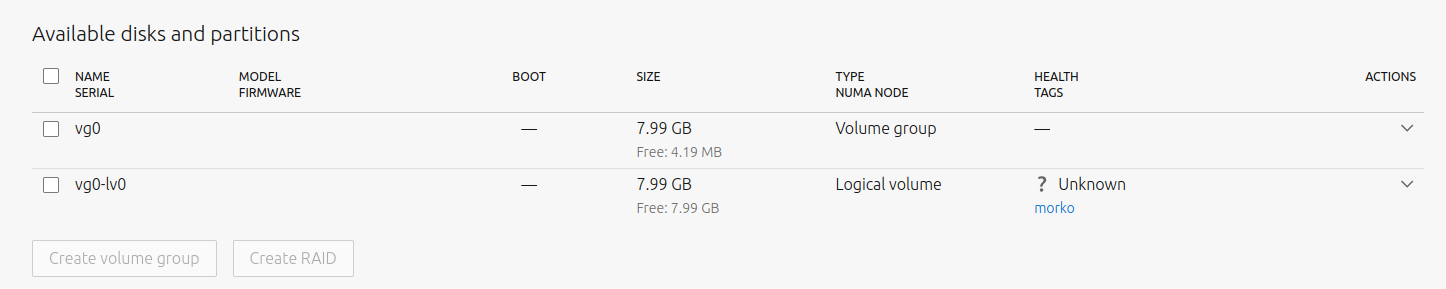 Available disks and partitions
NAME MODEL BOOT SIZE TYPE HEALTH ACTIONS
SERIAL FIRMWARE NUMA NODE TAGS
vg0 — 7.99 GB Volume group —
Free: 4.19 MB
vg0-lv0 — 7.99 GB Logical volume ? Unknown
Free: 7.99 GB morko
Create volume group Create RAID